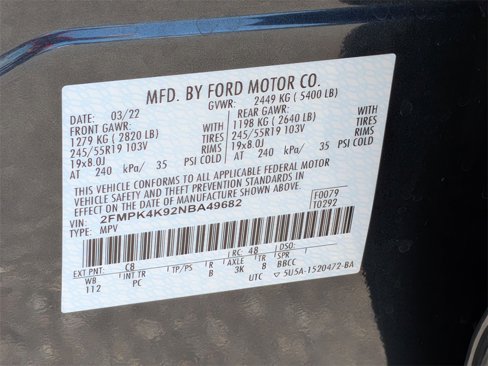 MFD. BY FORD MOTOR CO.
DATE: 03/22 GVWR: 2449 KG ( 5400 LB)
FRONT GAWR: REAR GAWR:
1279 KG ( 2820 LB) WITH 1198 KG ( 2640 LB) WITH
245/55R19 103V TIRES 245/55R19 103V TIRES
19x8.0J RIMS 19x8.0J RIMS
AT 240 kPa/ 35 PSI COLD AT 240 kPa/ 35 PSI COLD
THIS VEHICLE CONFORMS TO ALL APPLICABLE FEDERAL MOTOR
VEHICLE SAFETY AND THEFT PREVENTION STANDARDS IN
EFFECT ON THE DATE OF MANUFACTURE SHOWN ABOVE.
VIN: 2FMPK4K92NBA49682 F0079
TYPE: MPV T0292
EXT PNT: C8 RC: 48 DSO:
WB INT TR TP/PS R AXLE TR SPR
112 PC B 3K 8 BBCC
UTC 5U5A-1520472-BA